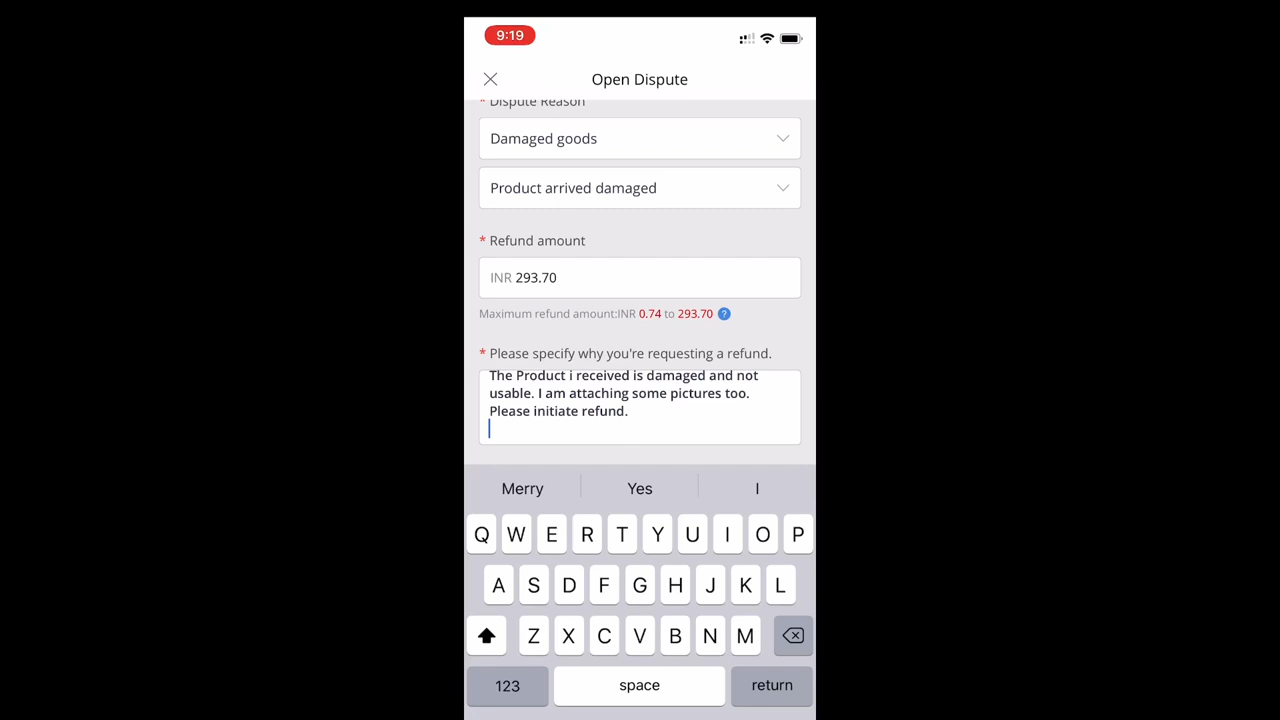 9:19
Open Dispute
* Dispute Reason
Damaged goods
Product arrived damaged
* Refund amount
INR 293.70
Maximum refund amount:INR 0.74 to 293.70 ?
* Please specify why you're requesting a refund.
The Product i received is damaged and not
usable. I am attaching some pictures too.
Please initiate refund.
Merry Yes I
Q W E R T Y U I O P
A S D F G H J K L
Z X C V B N M
123 space return